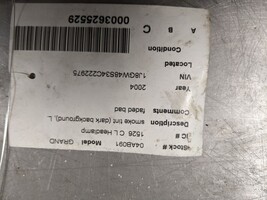 Stock # 04AB091 Model GRAND
IC # 1526 C L Headlamp
Description smoke tint (dark background), L
Comments faded bad
Year 2004
VIN 1J8GW48S34C222975
Located
Condition
A B C
0003625529